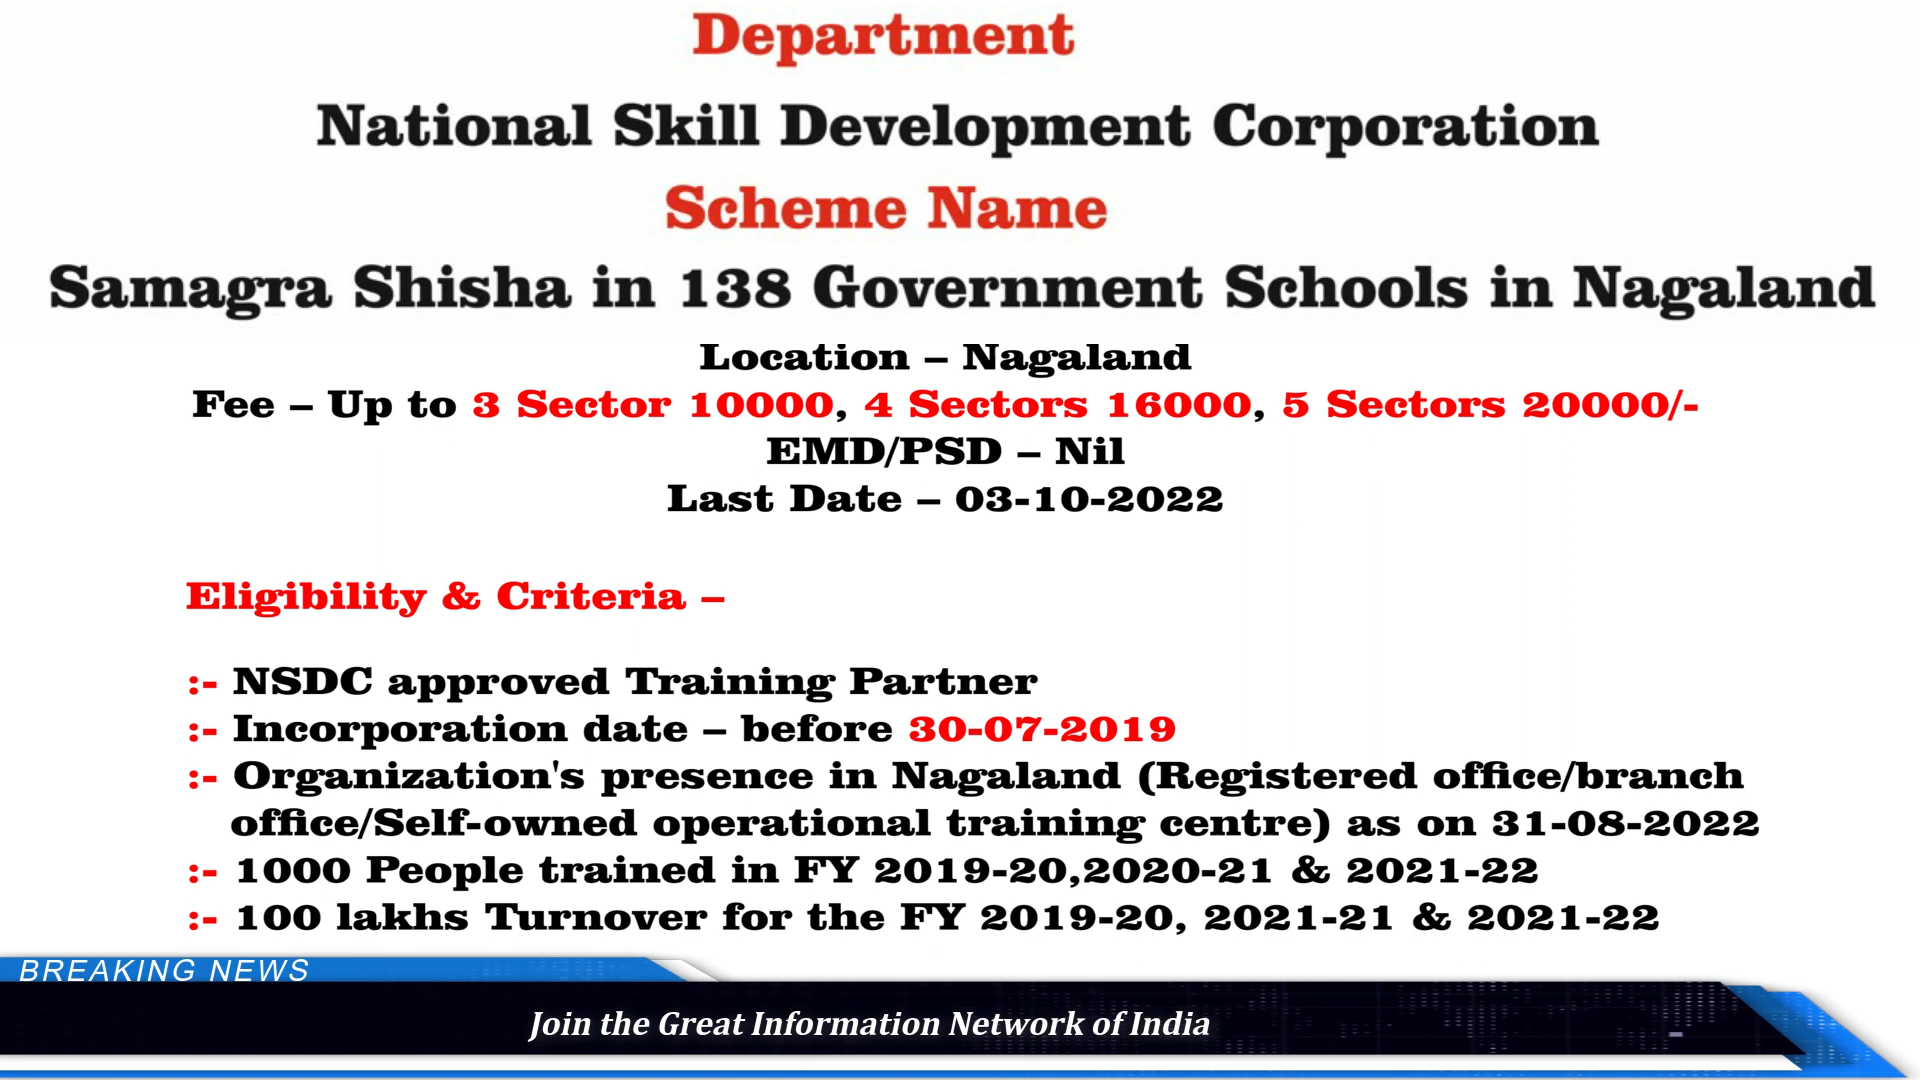 Department
National Skill Development Corporation
Scheme Name
Samagra Shisha in 138 Government Schools in Nagaland
Location – Nagaland
Fee – Up to 3 Sector 10000, 4 Sectors 16000, 5 Sectors 20000/-
EMD/PSD – Nil
Last Date – 03-10-2022
Eligibility & Criteria –
:- NSDC approved Training Partner
:- Incorporation date – before 30-07-2019
:- Organization's presence in Nagaland (Registered office/branch
office/Self-owned operational training centre) as on 31-08-2022
:- 1000 People trained in FY 2019-20,2020-21 & 2021-22
:- 100 lakhs Turnover for the FY 2019-20, 2021-21 & 2021-22
BREAKING NEWS
Join the Great Information Network of India